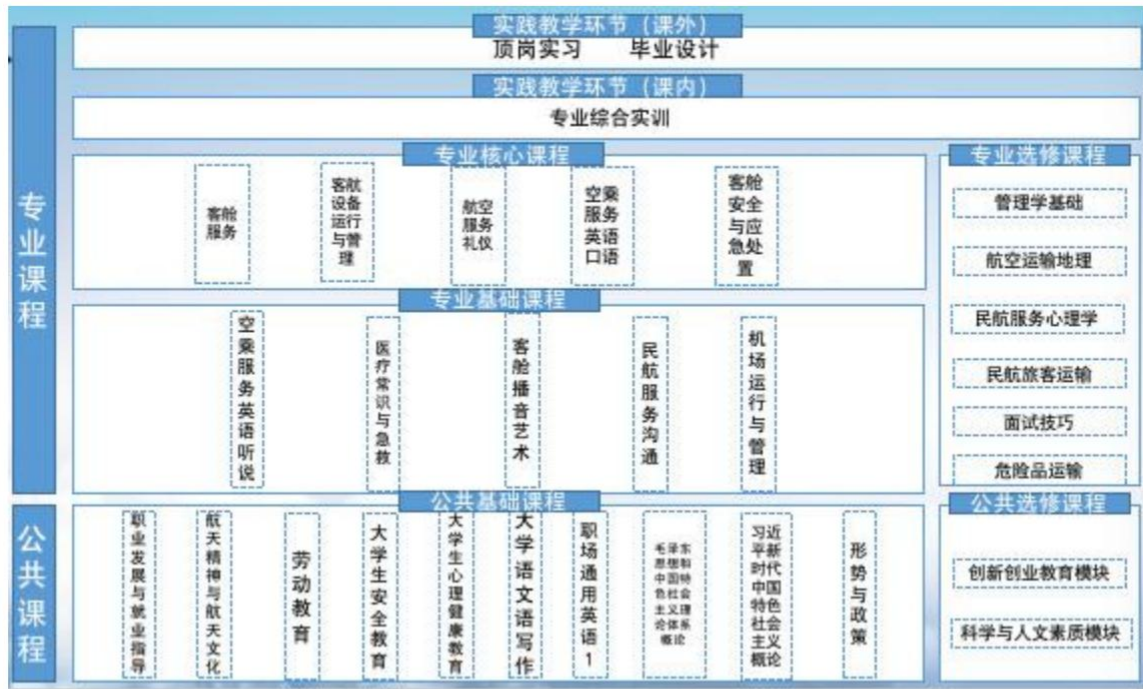 实践教学环节（课外）
顶岗实习 毕业设计
实践教学环节（课内）
专业综合实训
专业课程
专业核心课程
客舱
服务
客航
设备
运行
与管
理
航空
服务
礼仪
空乘
服务
英语
口语
客舱
安全
与应
急处
置
专业基础课程
空乘服务英语听说
医疗常识与急救
客舱播音艺术
民航服务沟通
机场运行与管理
专业选修课程
管理学基础
航空运输地理
民航服务心理学
民航旅客运输
面试技巧
危险品运输
公共课程
公共基础课程
职业发展与就业指导
航天精神与航天文化
劳动教育
大学生安全教育
大学生心理健康教育
大学语文语写作
职场通用英语1
毛泽东
思想和
中国特
色社会
主义理
论体系
概论
习近
平新
时代
中国
特色
社会
主义
概论
形势与政策
公共选修课程
创新创业教育模块
科学与人文素质模块